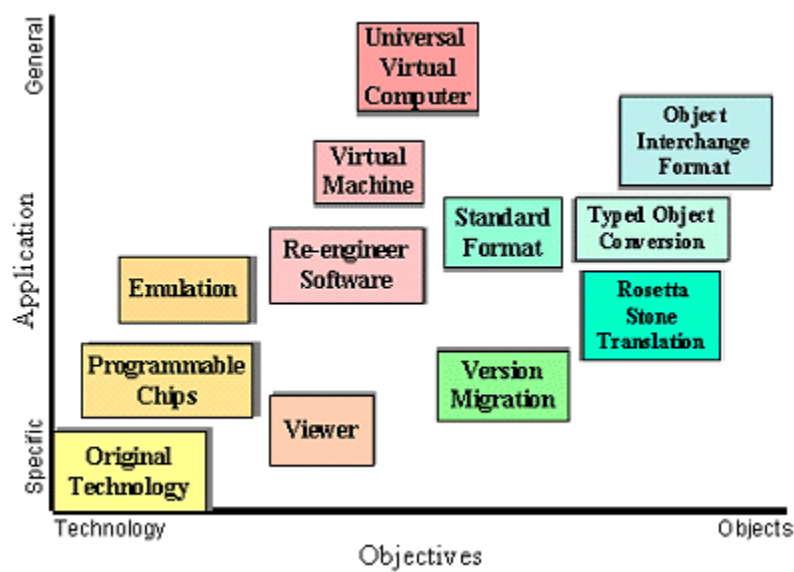 General
Application
Specific
Universal
Virtual
Computer
Object
Interchange
Format
Virtual
Machine
Standard
Format
Typed Object
Conversion
Re-engineer
Software
Emulation
Rosetta
Stone
Translation
Programmable
Chips
Version
Migration
Viewer
Original
Technology
Technology
Objects
Objectives